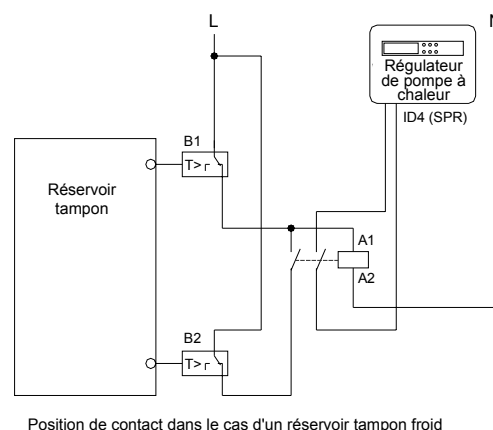 L
N
Régulateur
de pompe à
chaleur
ID4 (SPR)
B1
T>
Réservoir
tampon
A1
A2
B2
T>
Position de contact dans le cas d'un réservoir tampon froid